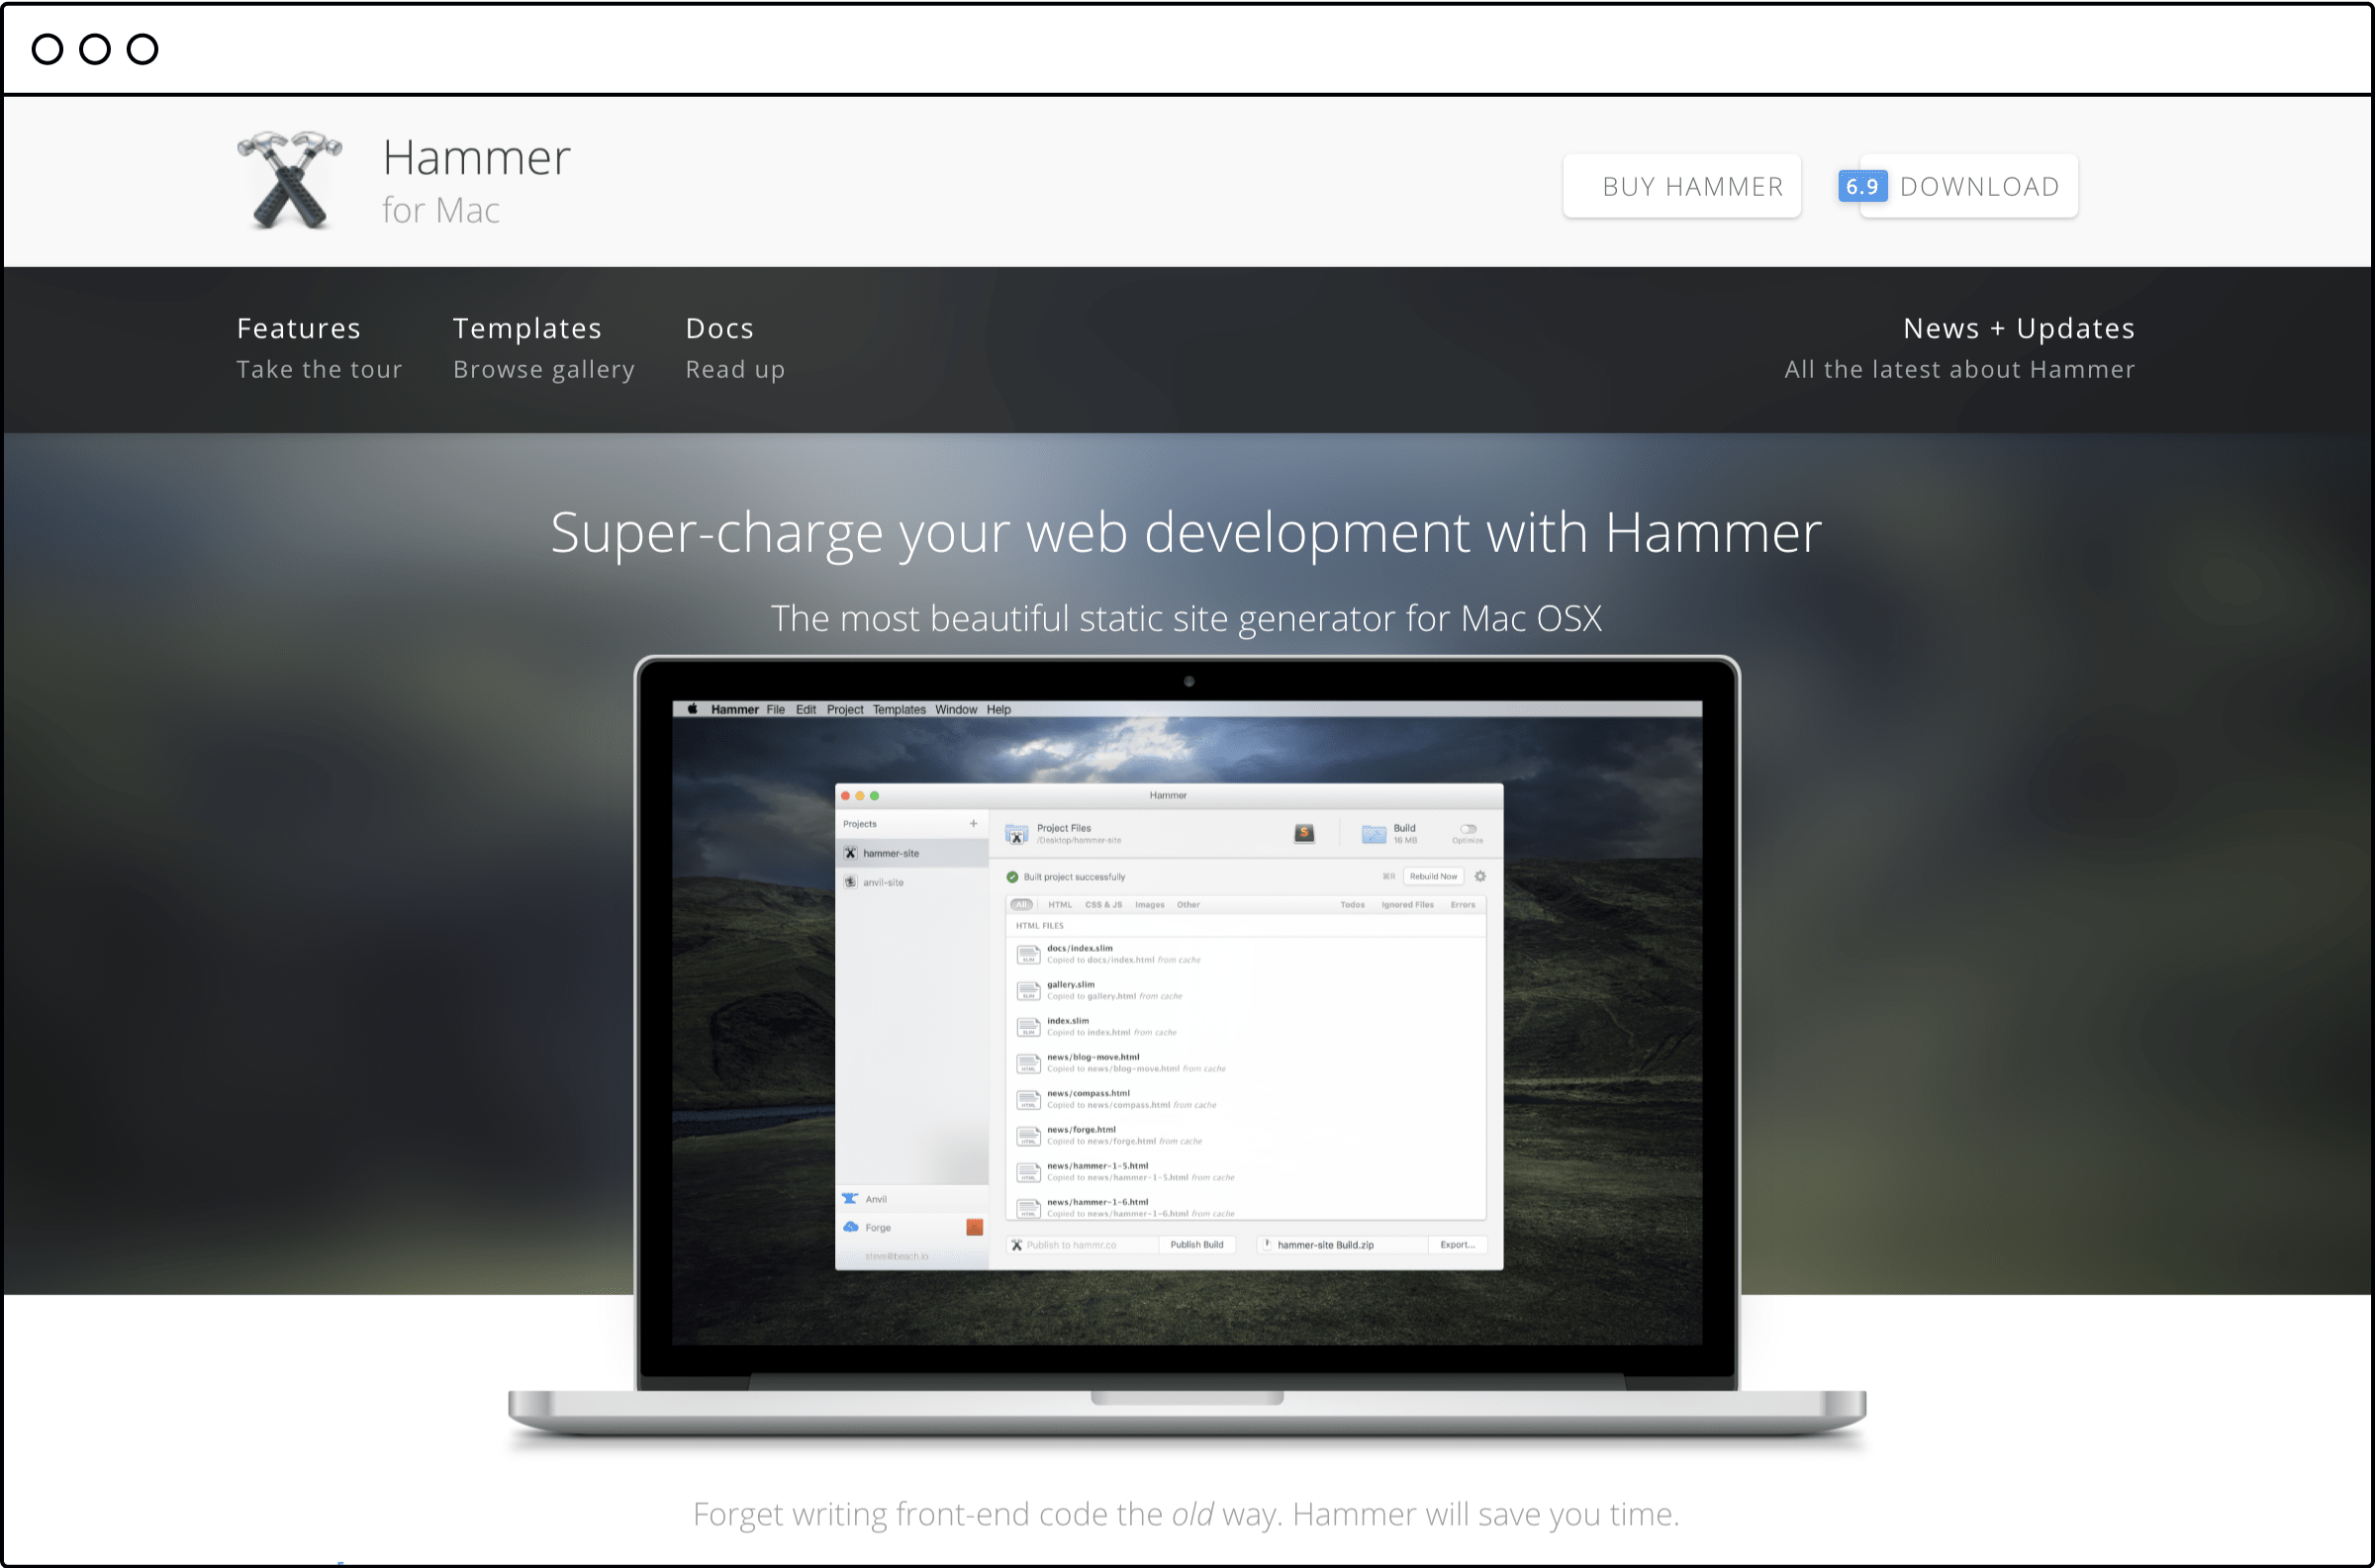 Hammer
for Mac
BUY HAMMER
6.9 DOWNLOAD
Features
Take the tour
Templates
Browse gallery
Docs
Read up
News + Updates
All the latest about Hammer
Super-charge your web development with Hammer
The most beautiful static site generator for Mac OSX
Hammer File Edit Project Templates Window Help
Hammer
Projects +
hammer-site
anvil-site
Anvil
Forge
steve@beach.io
Project Files
/Desktop/hammer-site
S
Build
16 MB
Optimize
Built project successfully
⌘R Rebuild Now
All HTML CSS & JS Images Other Todos Ignored Files Errors
HTML FILES
SLIM
docs/index.slim
Copied to docs/index.html from cache
SLIM
gallery.slim
Copied to gallery.html from cache
SLIM
index.slim
Copied to index.html from cache
HTML
news/blog-move.html
Copied to news/blog-move.html from cache
HTML
news/compass.html
Copied to news/compass.html from cache
HTML
news/forge.html
Copied to news/forge.html from cache
HTML
news/hammer-1-5.html
Copied to news/hammer-1-5.html from cache
HTML
news/hammer-1-6.html
Copied to news/hammer-1-6.html from cache
Publish to hammr.co Publish Build hammer-site Build.zip Export...
Forget writing front-end code the old way. Hammer will save you time.